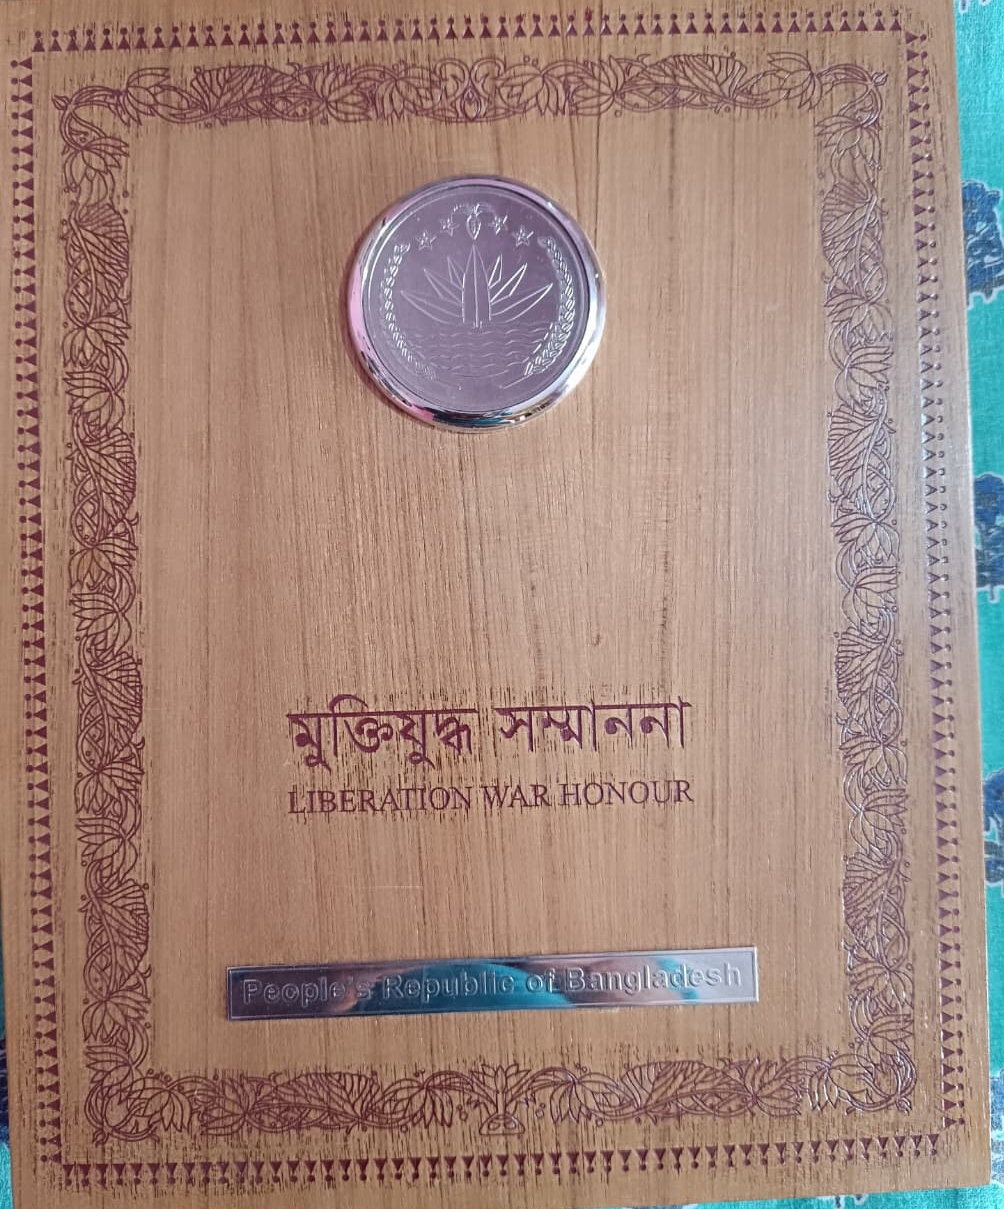 মুক্তিযুদ্ধ সম্মাননা
LIBERATION WAR HONOUR
People's Republic of Bangladesh